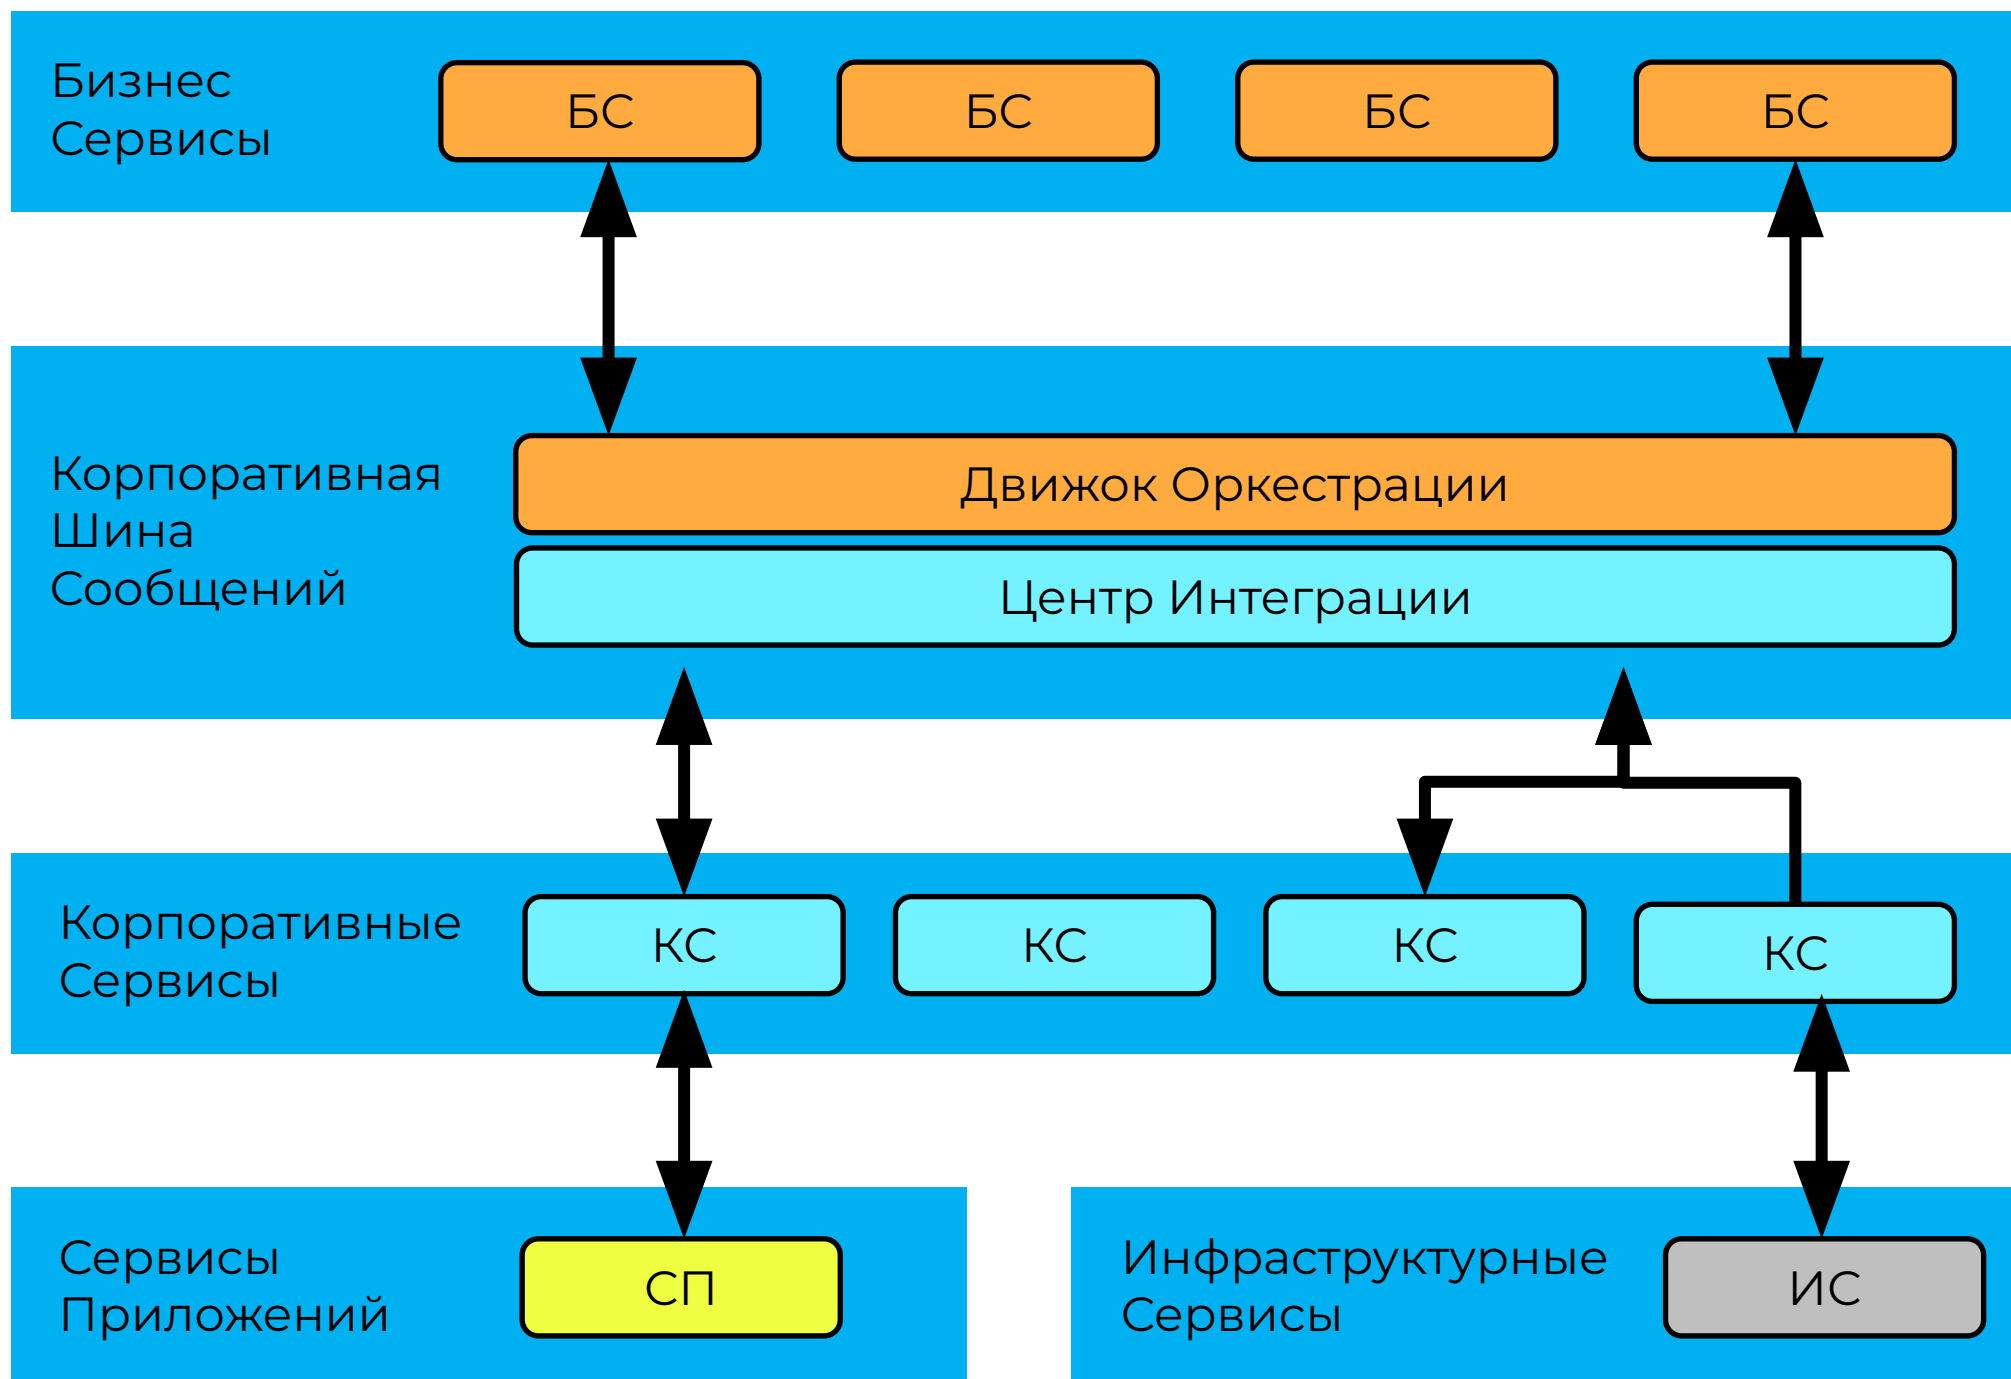 Бизнес
Сервисы
БС
БС
БС
БС
Корпоративная
Шина
Сообщений
Движок Оркестрации
Центр Интеграции
Корпоративные
Сервисы
КС
КС
КС
КС
Сервисы
Приложений
СП
Инфраструктурные
Сервисы
ИС